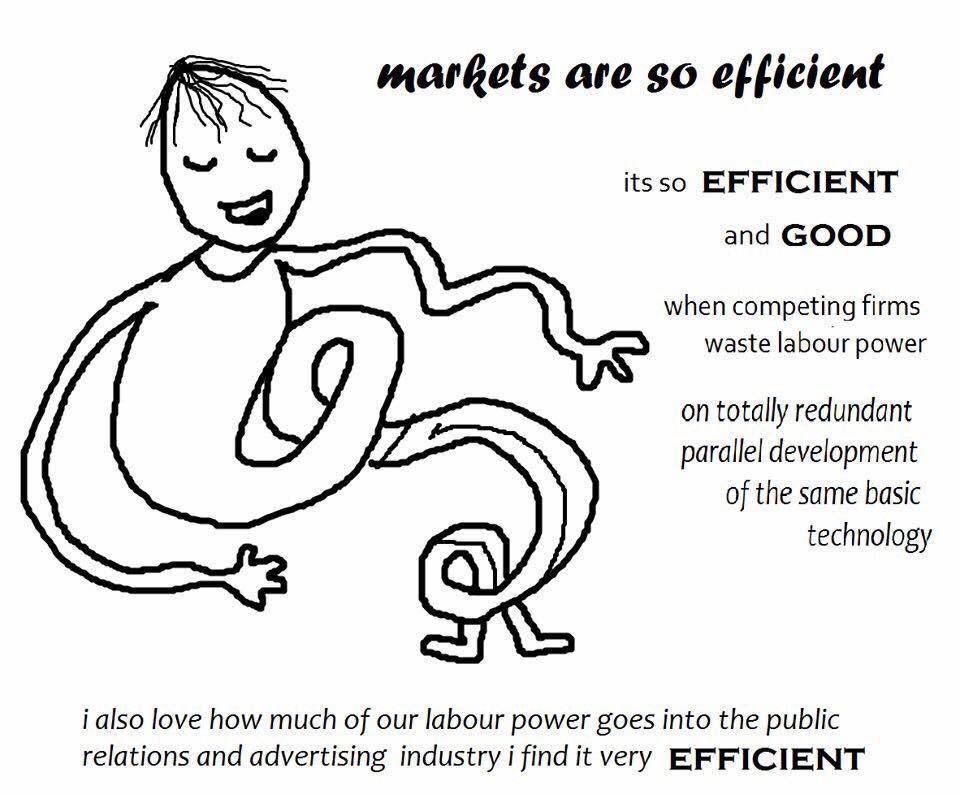 markets are so efficient
its so EFFICIENT
and GOOD
when competing firms
waste labour power
on totally redundant
parallel development
of the same basic
technology
i also love how much of our labour power goes into the public
relations and advertising industry i find it very EFFICIENT